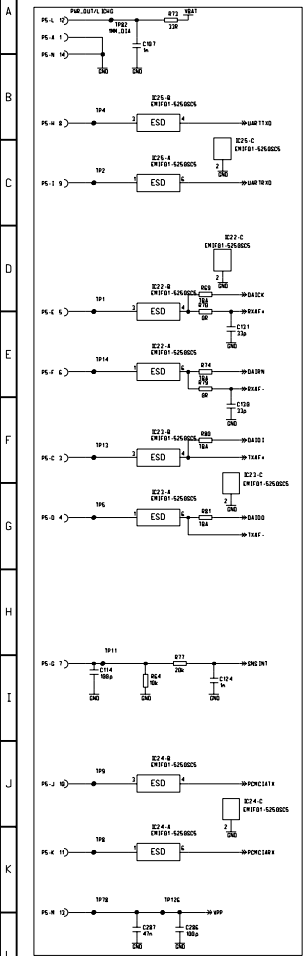 A
PWR_OUT/LICHG
VBAT
R73
33R
P5-L 12
TP82
1MM_DIA
P5-A 1
P5-N 14
C107
1n
GND
GND
B
IC25-B
EMIF01-5250SC5
TP4
P5-H 8
3 ESD 4
UARTTXD
IC25-C
EMIF01-5250SC5
2
GND
C
IC25-A
EMIF01-5250SC5
TP2
P5-I 9
1 ESD 6
UARTRXD
IC22-C
EMIF01-5250SC5
2
GND
D
IC22-B
EMIF01-5250SC5
R69
DAICK
TP1
P5-E 5
3 ESD 4
R70
0R
RXAF+
C131
33p
GND
E
IC22-A
EMIF01-5250SC5
TP14
R74
DAIRN
P5-F 6
1 ESD 6
R79
0R
RXAF-
C130
33p
GND
F
IC23-B
EMIF01-5250SC5
R80
DAIDI
TP13
P5-C 3
3 ESD 4
TXAF+
IC23-C
EMIF01-5250SC5
2
GND
G
IC23-A
EMIF01-5250SC5
TP5
R81
P5-D 4
1 ESD 6
DAIDO
TXAF-
H
TP11
P5-G 7
R77
20k
SNSINT
C114
100p
R64
10k
C124
1n
GND
GND
GND
I
IC24-B
EMIF01-5250SC5
J
TP9
P5-J 10
3 ESD 4
PCMCIATX
IC24-C
EMIF01-5250SC5
2
GND
IC24-A
EMIF01-5250SC5
TP8
P5-K 11
1 ESD 6
PCMCIARX
K
TP78
TP126
P5-M 13
VPP
C287
47n
C286
100p
GND
GND